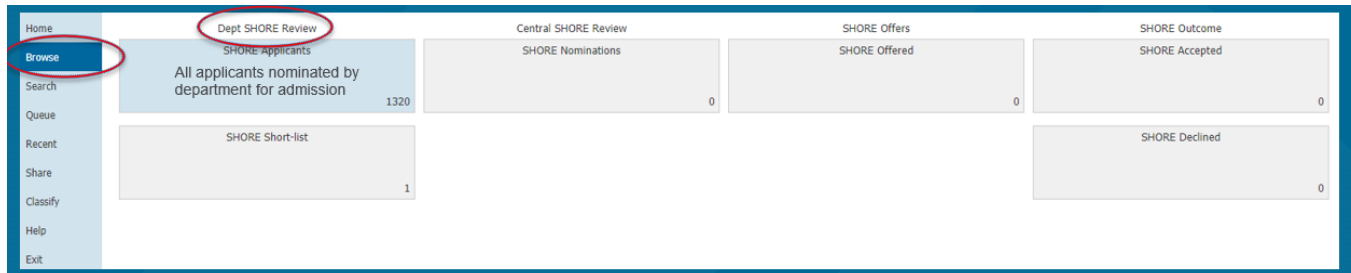 Home
Browse
Search
Queue
Recent
Share
Classify
Help
Exit
Dept SHORE Review
SHORE Applicants
All applicants nominated by
department for admission
1320
SHORE Short-list
1
Central SHORE Review
SHORE Nominations
0
SHORE Offers
SHORE Offered
0
SHORE Outcome
SHORE Accepted
0
SHORE Declined
0